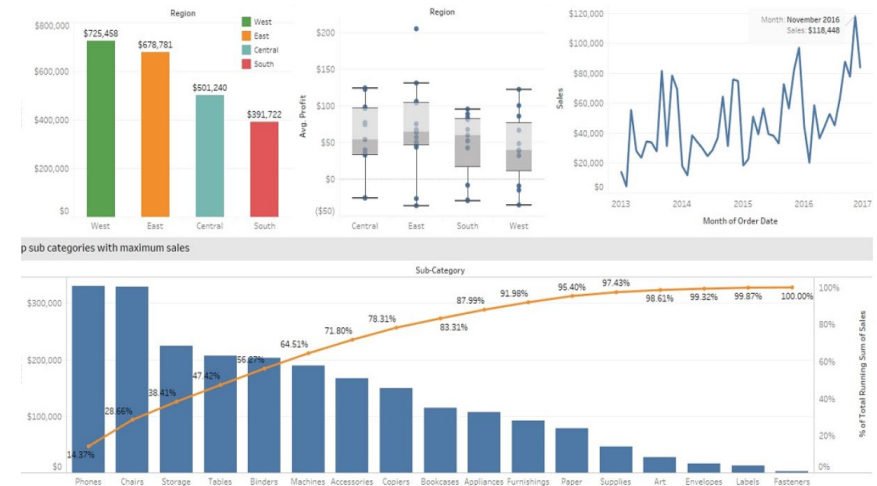 Region
$800,000
$600,000
$400,000
$200,000
$0
$725,458
$678,781
$501,240
$391,722
West
East
Central
South
West
East
Central
South
Region
Avg. Profit
$200
$150
$100
$50
$0
($50)
Central
East
South
West
Sales
$120,000
$100,000
$80,000
$60,000
$40,000
$20,000
$0
Month: November 2016
Sales: $118,448
2013
2014
2015
2016
2017
Month of Order Date
p sub categories with maximum sales
Sub-Category
$300,000
$200,000
$100,000
$0
14.37%
28.66%
38.41%
47.42%
56.27%
64.51%
71.80%
78.31%
83.31%
87.99%
91.98%
95.40%
97.43%
98.61%
99.32%
99.87%
100.00%
100%
80%
60%
40%
20%
0%
% of Total Running Sum of Sales
Phones
Chairs
Storage
Tables
Binders
Machines
Accessories
Copiers
Bookcases
Appliances
Furnishings
Paper
Supplies
Art
Envelopes
Labels
Fasteners